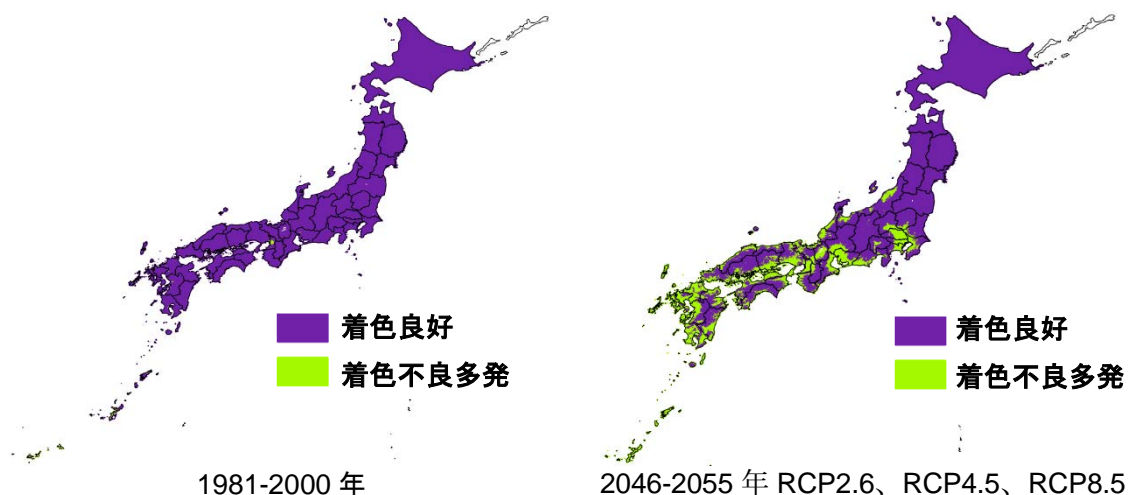 着色良好
着色不良多発
1981-2000 年
着色良好
着色不良多発
2046-2055 年 RCP2.6、RCP4.5、RCP8.5